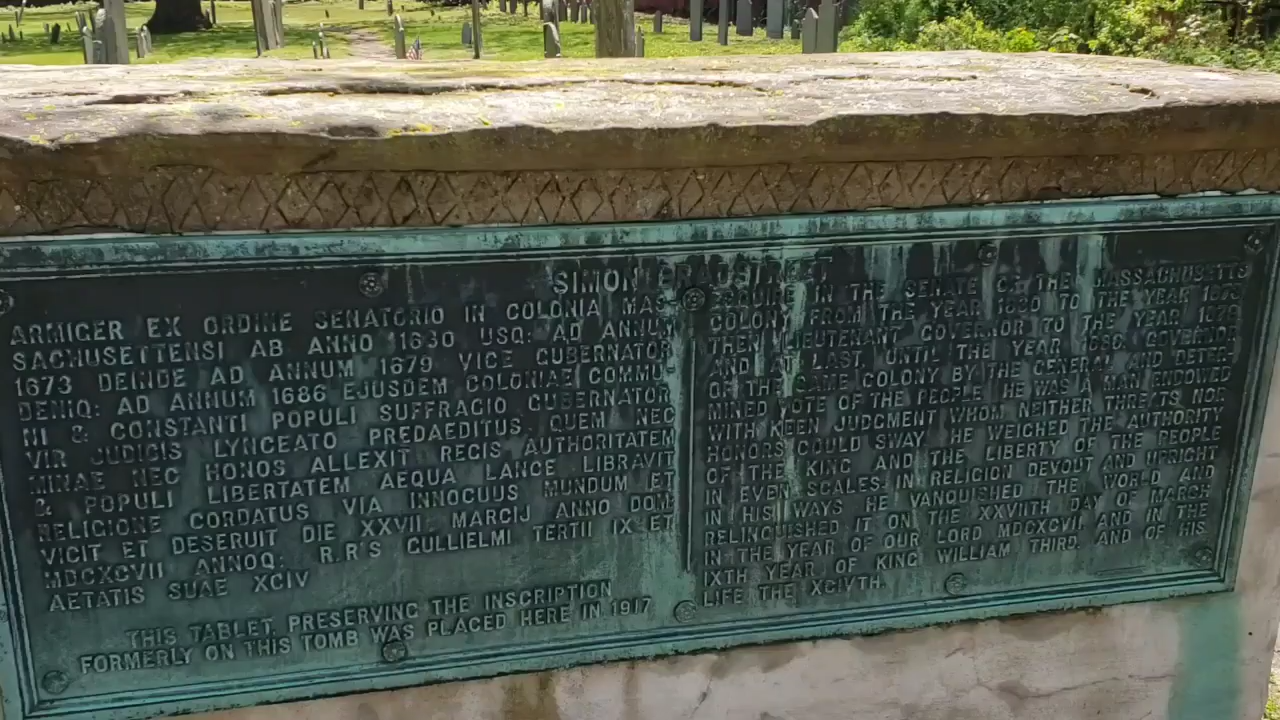 SIMON BRADSTREET
ARMIGER EX ORDINE SENATORIO IN COLONIA MAS
SACHUSETTENSI AB ANNO 1630 USQ: AD ANNUM
1673 DEINDE AD ANNUM 1679 VICE GUBERNATOR
DENIQ: AD ANNUM 1686 EJUSDEM COLONIAE COMMU
NI & CONSTANTI POPULI SUFFRAGIO GUBERNATOR
VIR JUDICIS LYNCEATO PREDAEDITUS QUEM NEC
MINAE NEC HONOS ALLEXIT REGIS AUTHORITATEM
& POPULI LIBERTATEM AEQUA LANCE LIBRAVIT
RELIGIONE CORDATUS VIA INNOCUUS MUNDUM ET
VICIT ET DESERUIT DIE XXVII MARCIJ ANNO DOM
MDCXCVII ANNOQ: R.R'S GULLIELMI TERTII IX ET
AETATIS SUAE XCIV
THIS TABLET PRESERVING THE INSCRIPTION
FORMERLY ON THIS TOMB WAS PLACED HERE IN 1917
ESQUIRE IN THE SENATE OF THE MASSACHUSETTS
COLONY FROM THE YEAR 1630 TO THE YEAR 1673
THEN LIEUTENANT GOVERNOR TO THE YEAR 1679
AND AT LAST, UNTIL THE YEAR 1686, GOVERNOR
OF THE SAME COLONY BY THE GENERAL AND DETER-
MINED VOTE OF THE PEOPLE. HE WAS A MAN ENDOWED
WITH KEEN JUDGMENT WHOM NEITHER THREATS NOR
HONORS COULD SWAY. HE WEIGHED THE AUTHORITY
OF THE KING AND THE LIBERTY OF THE PEOPLE
IN EVEN SCALES. IN RELIGION DEVOUT AND UPRIGHT
IN HIS WAYS HE VANQUISHED THE WORLD AND
RELINQUISHED IT ON THE XXVIITH DAY OF MARCH
IN THE YEAR OF OUR LORD MDCXCVII, AND IN THE
IXTH YEAR OF KING WILLIAM THIRD. AND OF HIS
LIFE THE XCIVTH.